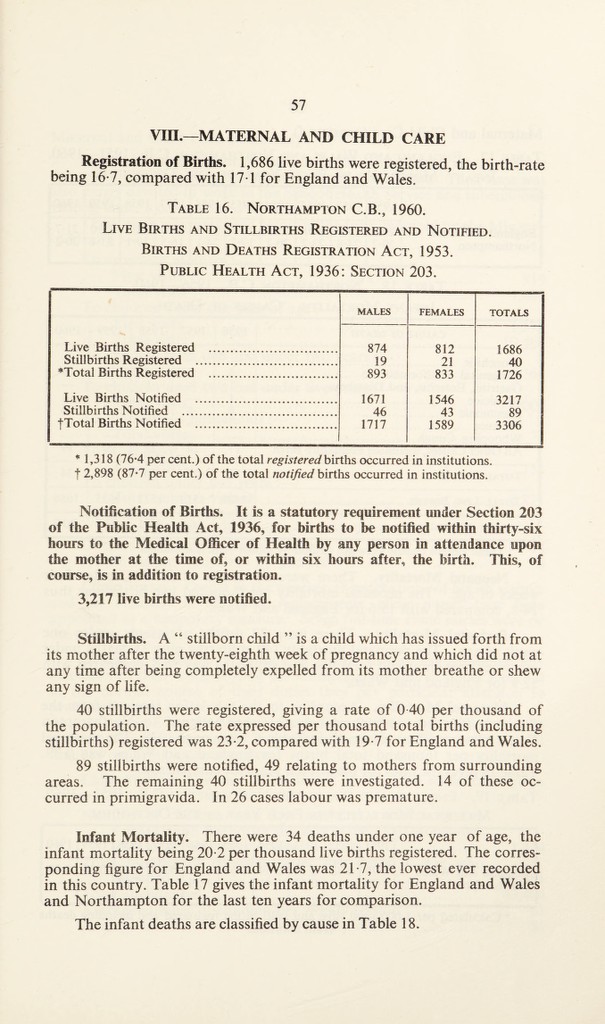 57
VIII.—MATERNAL AND CHILD CARE
Registration of Births. 1,686 live births were registered, the birth-rate
being 16·7, compared with 17·1 for England and Wales.
TABLE 16. NORTHAMPTON C.B., 1960.
LIVE BIRTHS AND STILLBIRTHS REGISTERED AND NOTIFIED.
BIRTHS AND DEATHS REGISTRATION ACT, 1953.
PUBLIC HEALTH ACT, 1936: SECTION 203.
MALES FEMALES TOTALS
Live Births Registered .............................. 874 812 1686
Stillbirths Registered ................................. 19 21 40
*Total Births Registered .............................. 893 833 1726
Live Births Notified ................................. 1671 1546 3217
Stillbirths Notified .................................... 46 43 89
†Total Births Notified ................................. 1717 1589 3306
* 1,318 (76·4 per cent.) of the total registered births occurred in institutions.
† 2,898 (87·7 per cent.) of the total notified births occurred in institutions.
Notification of Births. It is a statutory requirement under Section 203
of the Public Health Act, 1936, for births to be notified within thirty-six
hours to the Medical Officer of Health by any person in attendance upon
the mother at the time of, or within six hours after, the birth. This, of
course, is in addition to registration.
3,217 live births were notified.
Stillbirths. A “ stillborn child ” is a child which has issued forth from
its mother after the twenty-eighth week of pregnancy and which did not at
any time after being completely expelled from its mother breathe or shew
any sign of life.
40 stillbirths were registered, giving a rate of 0·40 per thousand of
the population. The rate expressed per thousand total births (including
stillbirths) registered was 23·2, compared with 19·7 for England and Wales.
89 stillbirths were notified, 49 relating to mothers from surrounding
areas. The remaining 40 stillbirths were investigated. 14 of these oc-
curred in primigravida. In 26 cases labour was premature.
Infant Mortality. There were 34 deaths under one year of age, the
infant mortality being 20·2 per thousand live births registered. The corres-
ponding figure for England and Wales was 21·7, the lowest ever recorded
in this country. Table 17 gives the infant mortality for England and Wales
and Northampton for the last ten years for comparison.
The infant deaths are classified by cause in Table 18.